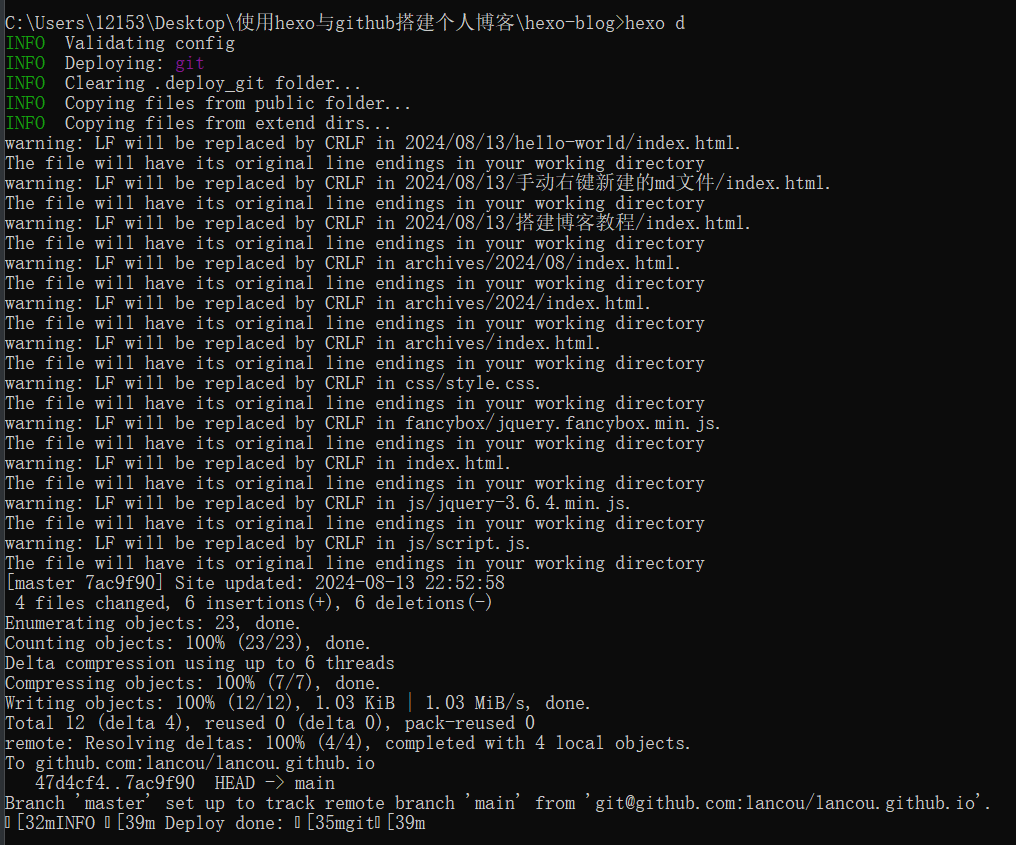 C:\Users\12153\Desktop\使用hexo与github搭建个人博客\hexo-blog>hexo d
INFO  Validating config
INFO  Deploying: git
INFO  Clearing .deploy_git folder...
INFO  Copying files from public folder...
INFO  Copying files from extend dirs...
warning: LF will be replaced by CRLF in 2024/08/13/hello-world/index.html.
The file will have its original line endings in your working directory
warning: LF will be replaced by CRLF in 2024/08/13/手动右键新建的md文件/index.html.
The file will have its original line endings in your working directory
warning: LF will be replaced by CRLF in 2024/08/13/搭建博客教程/index.html.
The file will have its original line endings in your working directory
warning: LF will be replaced by CRLF in archives/2024/08/index.html.
The file will have its original line endings in your working directory
warning: LF will be replaced by CRLF in archives/2024/index.html.
The file will have its original line endings in your working directory
warning: LF will be replaced by CRLF in archives/index.html.
The file will have its original line endings in your working directory
warning: LF will be replaced by CRLF in css/style.css.
The file will have its original line endings in your working directory
warning: LF will be replaced by CRLF in fancybox/jquery.fancybox.min.js.
The file will have its original line endings in your working directory
warning: LF will be replaced by CRLF in index.html.
The file will have its original line endings in your working directory
warning: LF will be replaced by CRLF in js/jquery-3.6.4.min.js.
The file will have its original line endings in your working directory
warning: LF will be replaced by CRLF in js/script.js.
The file will have its original line endings in your working directory
[master 7ac9f90] Site updated: 2024-08-13 22:52:58
 4 files changed, 6 insertions(+), 6 deletions(-)
Enumerating objects: 23, done.
Counting objects: 100% (23/23), done.
Delta compression using up to 6 threads
Compressing objects: 100% (7/7), done.
Writing objects: 100% (12/12), 1.03 KiB | 1.03 MiB/s, done.
Total 12 (delta 4), reused 0 (delta 0), pack-reused 0
remote: Resolving deltas: 100% (4/4), completed with 4 local objects.
To github.com:lancou/lancou.github.io
   47d4cf4..7ac9f90  HEAD -> main
Branch 'master' set up to track remote branch 'main' from 'git@github.com:lancou/lancou.github.io'.
[32mINFO [39m Deploy done: [35mgit[39m